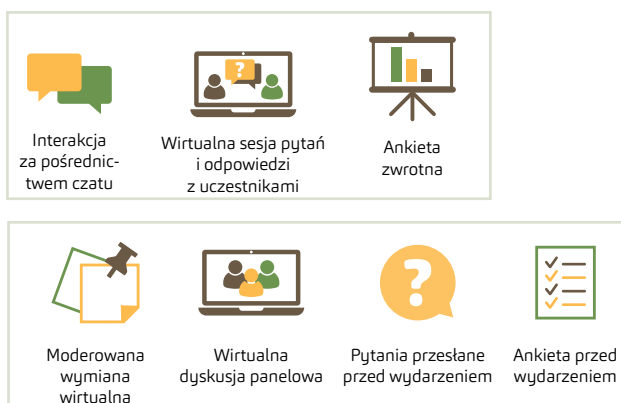 ?
Interakcja
za pośrednic-
twem czatu
Wirtualna sesja pytań
i odpowiedzi
z uczestnikami
Ankieta
zwrotna
?
Moderowana
wymiana
wirtualna
Wirtualna
dyskusja panelowa
Pytania przesłane
przed wydarzeniem
Ankieta przed
wydarzeniem